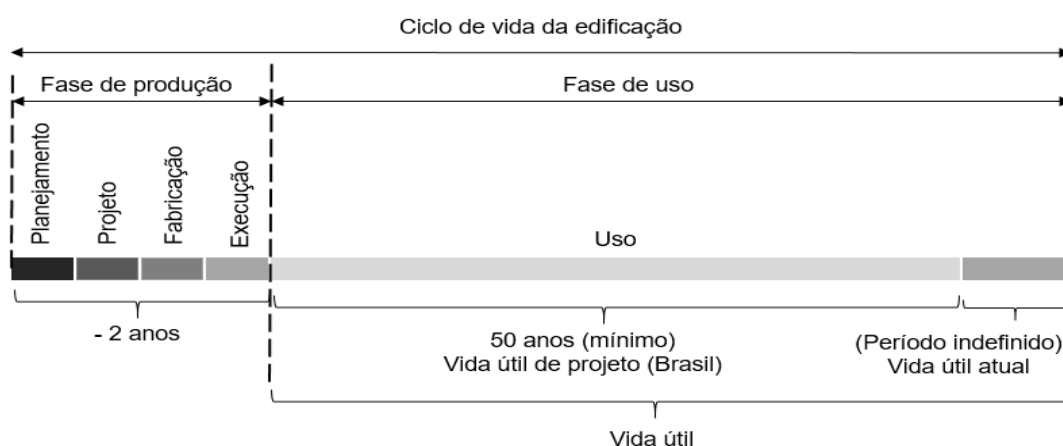 Ciclo de vida da edificação
Fase de produção
Fase de uso
Planejamento
Projeto
Fabricação
Execução
Uso
- 2 anos
50 anos (mínimo)
Vida útil de projeto (Brasil)
(Período indefinido)
Vida útil atual
Vida útil